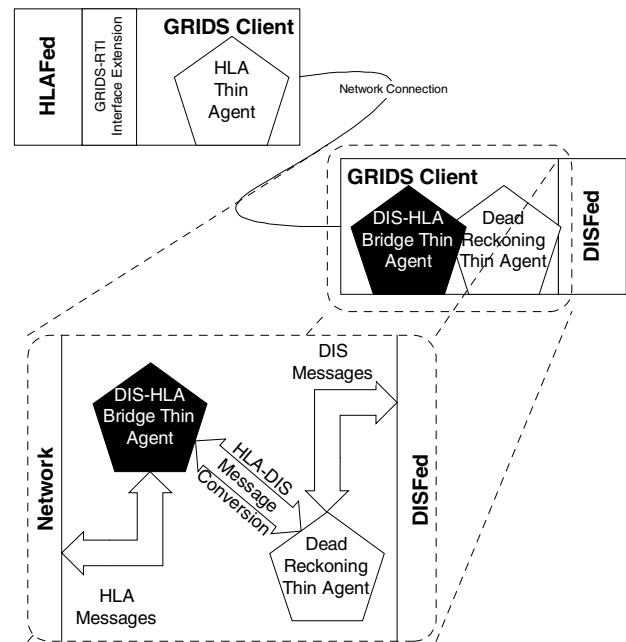 HLAFed
GRIDS-RTI
Interface Extension
GRIDS Client
HLA
Thin
Agent
Network Connection
GRIDS Client
DIS-HLA
Bridge Thin
Agent
Dead
Reckoning
Thin Agent
DISFed
Network
DIS-HLA
Bridge Thin
Agent
DIS
Messages
HLA-DIS
Message
Conversion
HLA
Messages
Dead
Reckoning
Thin Agent
DISFed